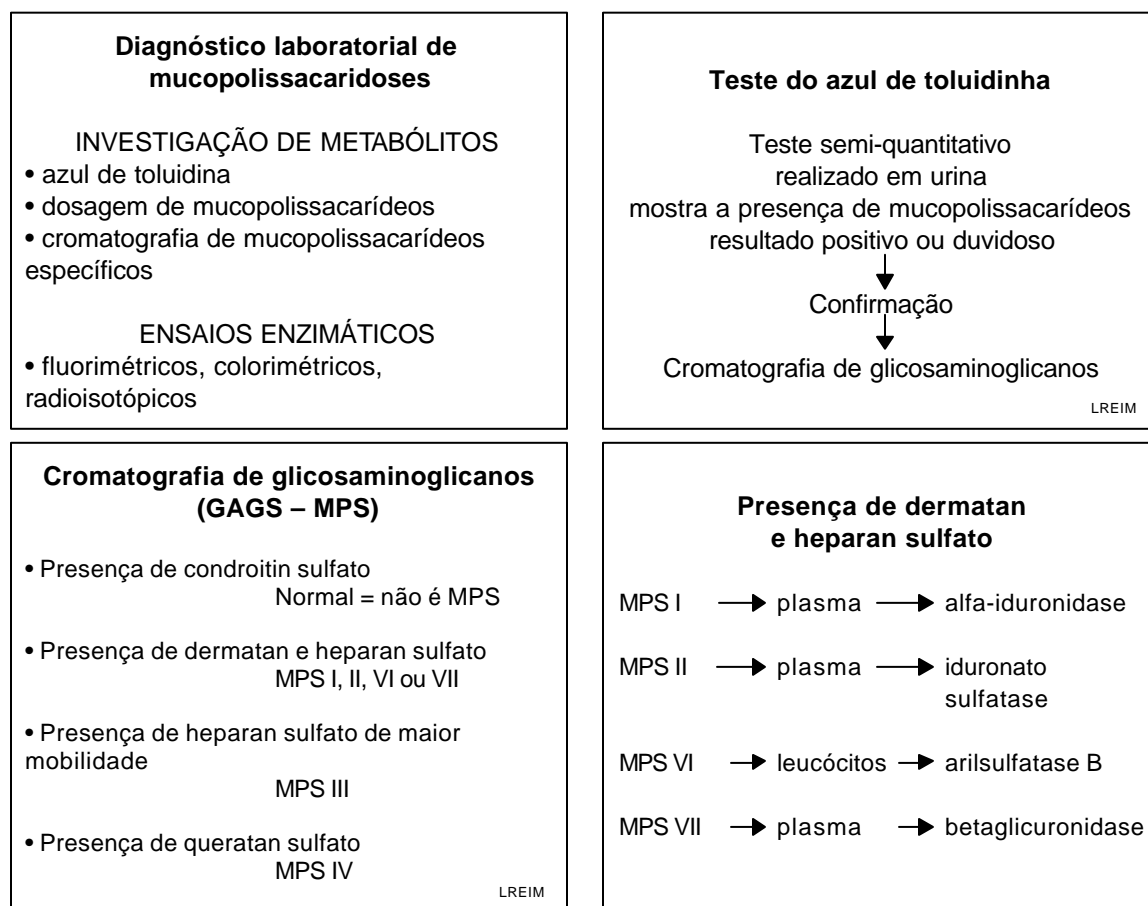 Diagnóstico laboratorial de
mucopolissacaridoses
INVESTIGAÇÃO DE METABÓLITOS
• azul de toluidina
• dosagem de mucopolissacarídeos
• cromatografia de mucopolissacarídeos
específicos
ENSAIOS ENZIMÁTICOS
• fluorimétricos, colorimétricos,
radioisotópicos
Teste do azul de toluidinha
Teste semi-quantitativo
realizado em urina
mostra a presença de mucopolissacarídeos
resultado positivo ou duvidoso
Confirmação
Cromatografia de glicosaminoglicanos
LREIM
Cromatografia de glicosaminoglicanos
(GAGS – MPS)
• Presença de condroitin sulfato
Normal = não é MPS
• Presença de dermatan e heparan sulfato
MPS I, II, VI ou VII
• Presença de heparan sulfato de maior
mobilidade
MPS III
• Presença de queratan sulfato
MPS IV
LREIM
Presença de dermatan
e heparan sulfato
MPS I plasma alfa-iduronidase
MPS II plasma iduronato
sulfatase
MPS VI leucócitos arilsulfatase B
MPS VII plasma betaglicuronidase